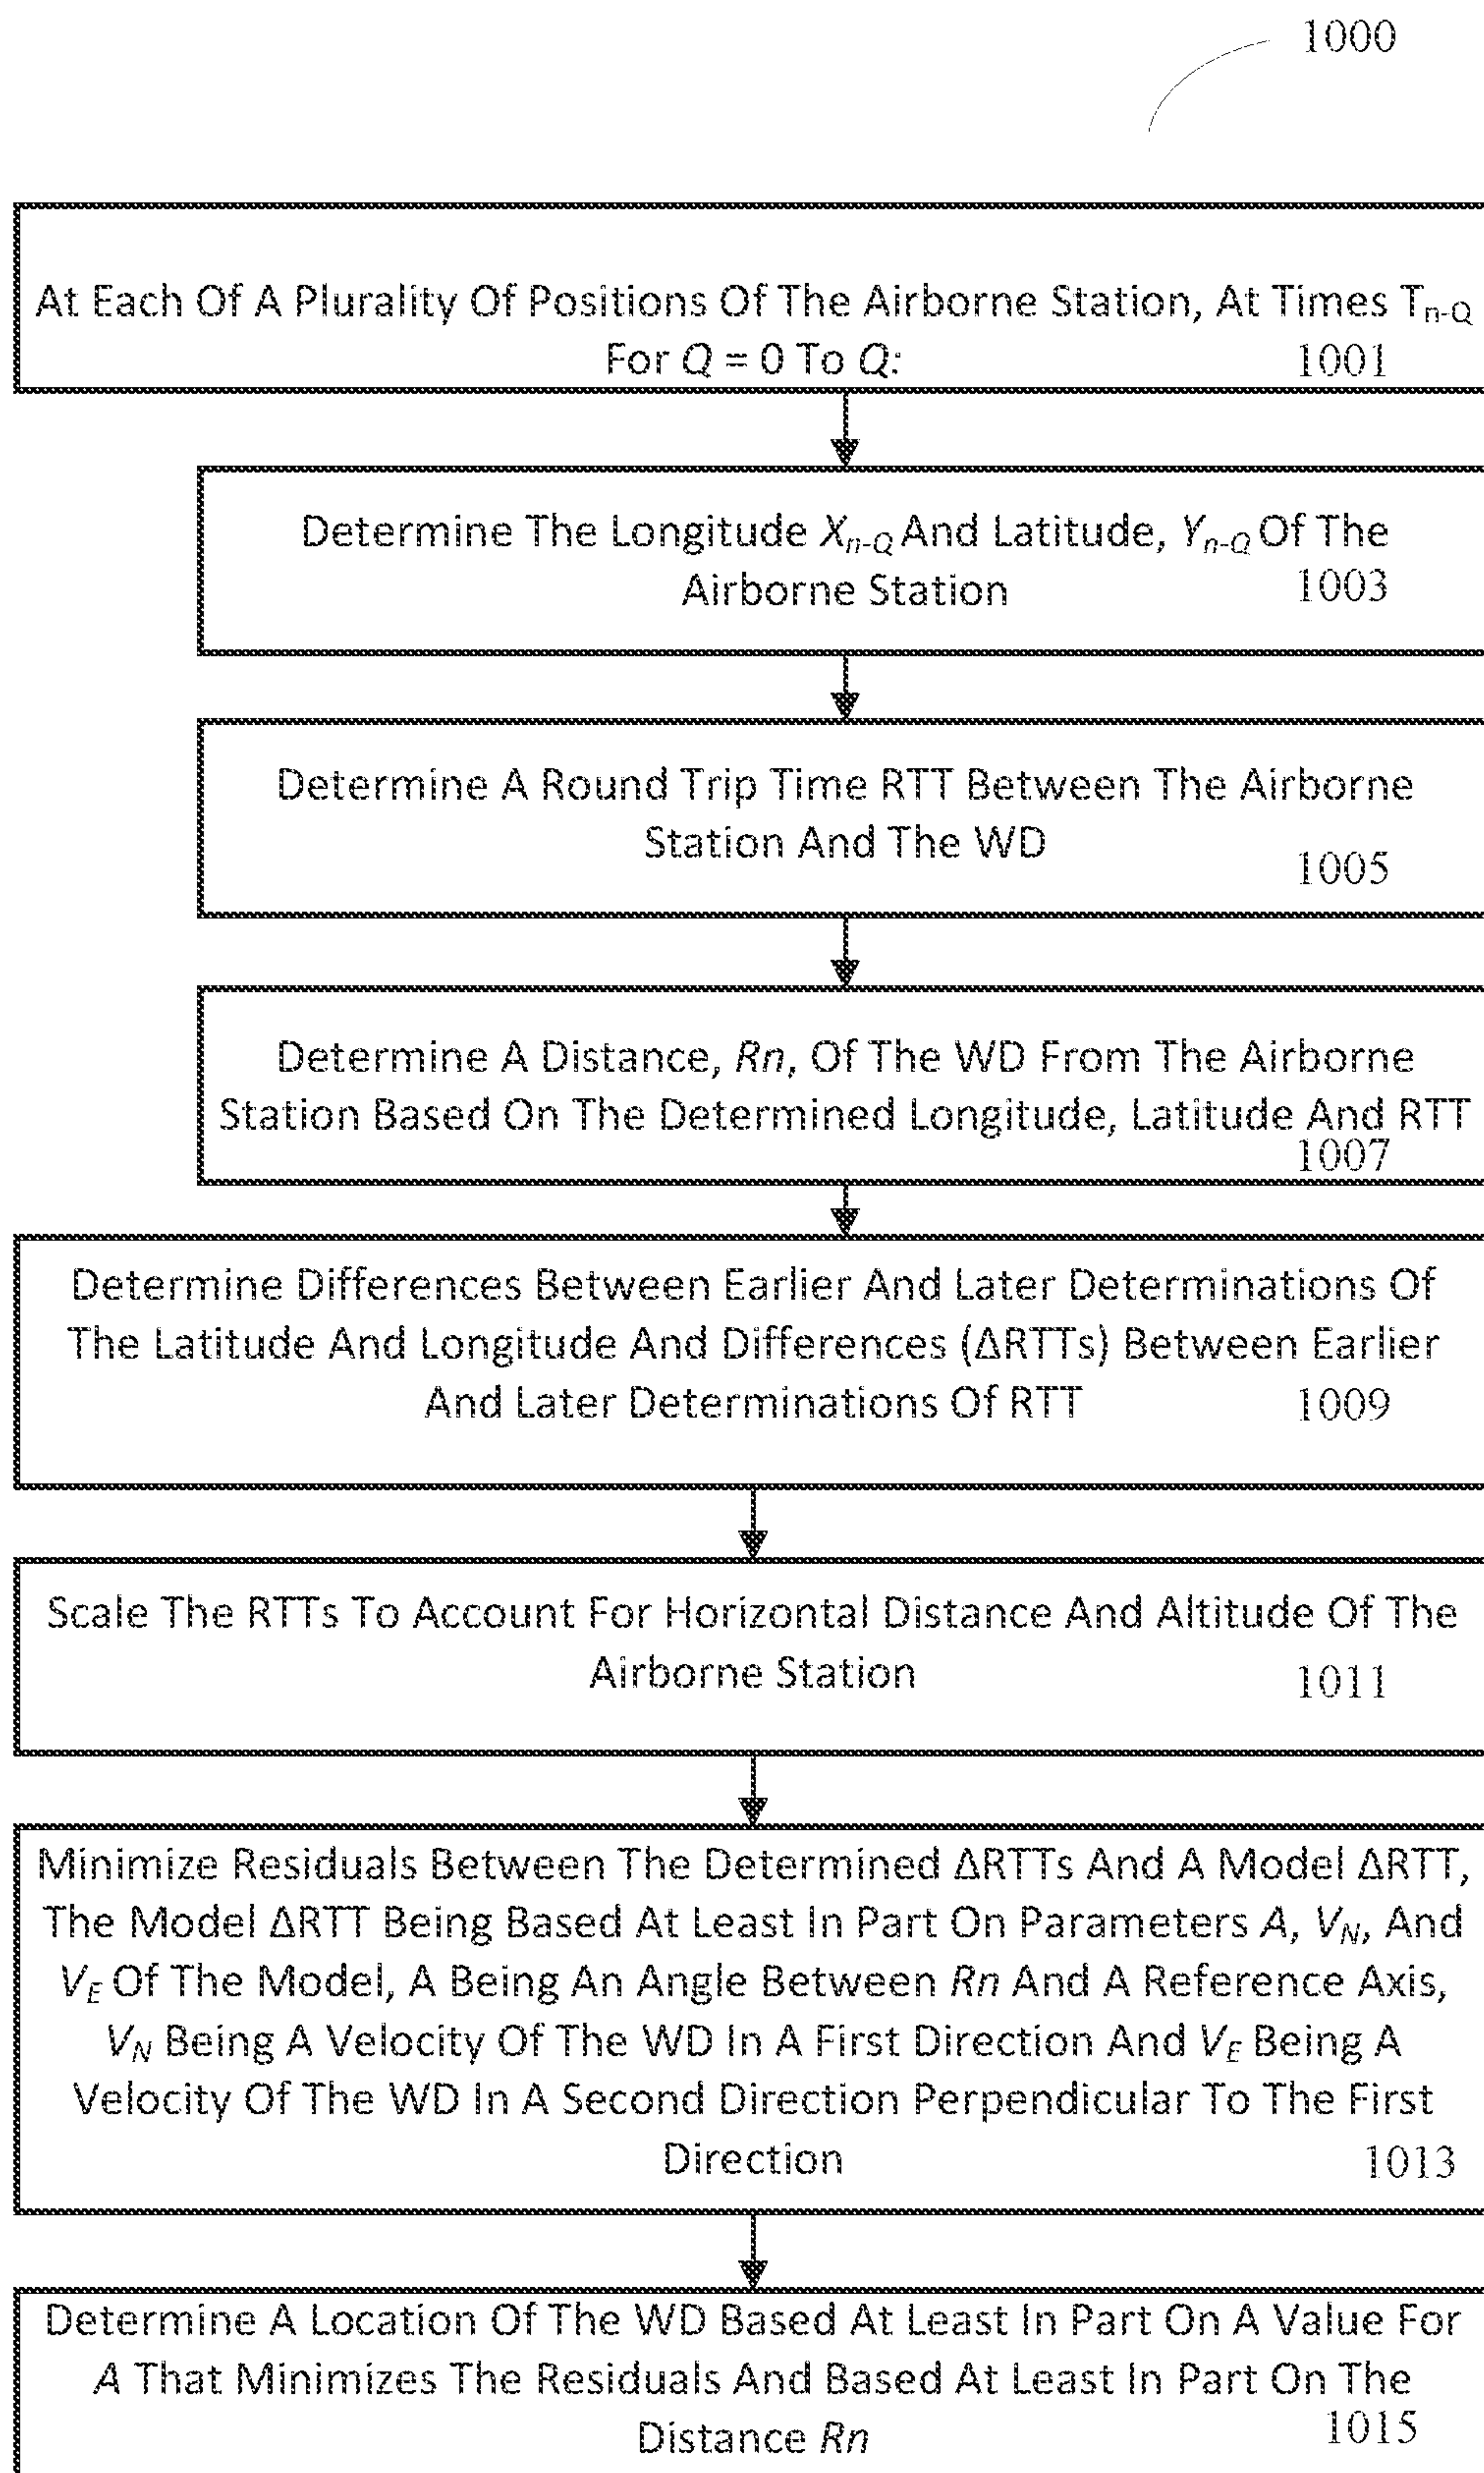 1000
At Each Of A Plurality Of Positions Of The Airborne Station, At Times Tn-Q
For Q = 0 To Q:
1001
Determine The Longitude Xn-Q And Latitude, Yn-Q Of The
Airborne Station
1003
Determine A Round Trip Time RTT Between The Airborne
Station And The WD
1005
Determine A Distance, Rn, Of The WD From The Airborne
Station Based On The Determined Longitude, Latitude And RTT
1007
Determine Differences Between Earlier And Later Determinations Of
The Latitude And Longitude And Differences (ΔRTTs) Between Earlier
And Later Determinations Of RTT
1009
Scale The RTTs To Account For Horizontal Distance And Altitude Of The
Airborne Station
1011
Minimize Residuals Between The Determined ΔRTTs And A Model ΔRTT,
The Model ΔRTT Being Based At Least In Part On Parameters A, VN, And
VE Of The Model, A Being An Angle Between Rn And A Reference Axis,
VN Being A Velocity Of The WD In A First Direction And VE Being A
Velocity Of The WD In A Second Direction Perpendicular To The First
Direction
1013
Determine A Location Of The WD Based At Least In Part On A Value For
A That Minimizes The Residuals And Based At Least In Part On The
Distance Rn
1015